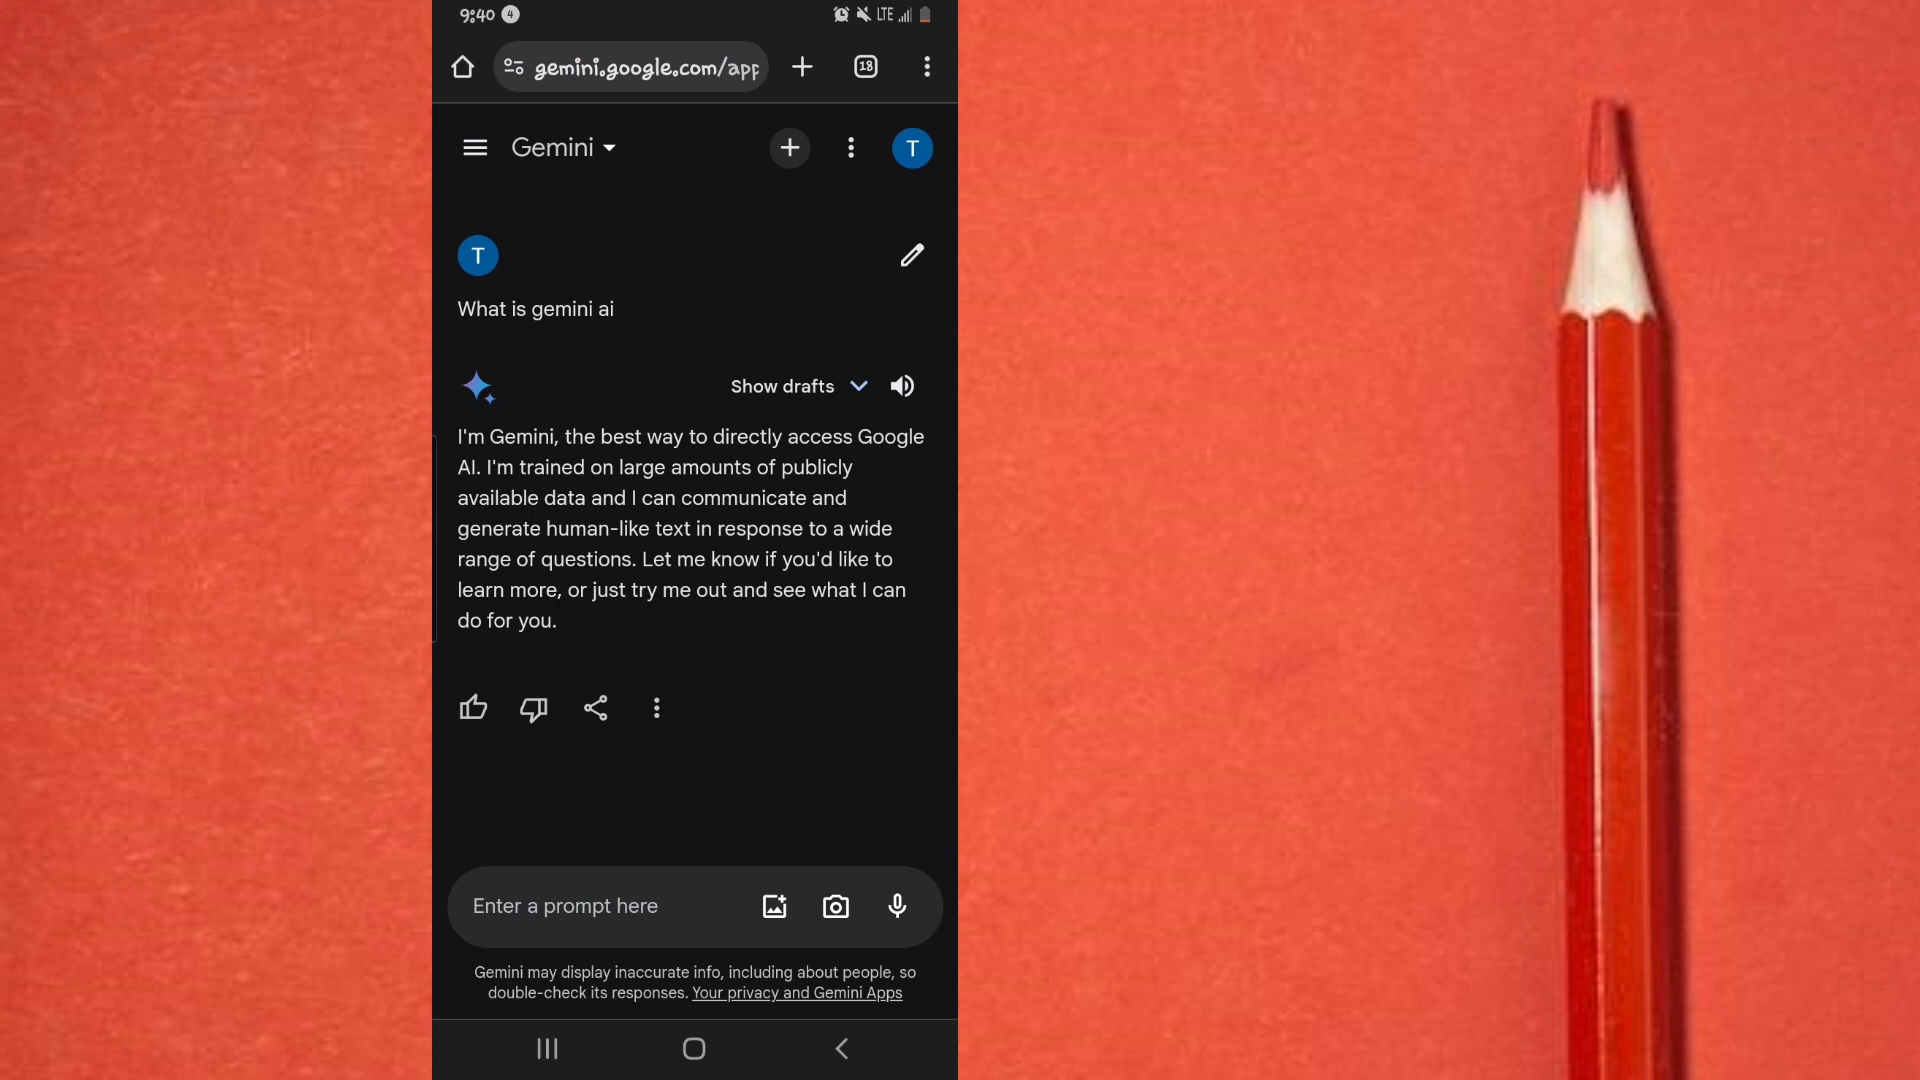 9:40 4 LTE
gemini.google.com/app 18
Gemini T
T
What is gemini ai
Show drafts
I'm Gemini, the best way to directly access Google
AI. I'm trained on large amounts of publicly
available data and I can communicate and
generate human-like text in response to a wide
range of questions. Let me know if you'd like to
learn more, or just try me out and see what I can
do for you.
Enter a prompt here
Gemini may display inaccurate info, including about people, so
double-check its responses. Your privacy and Gemini Apps